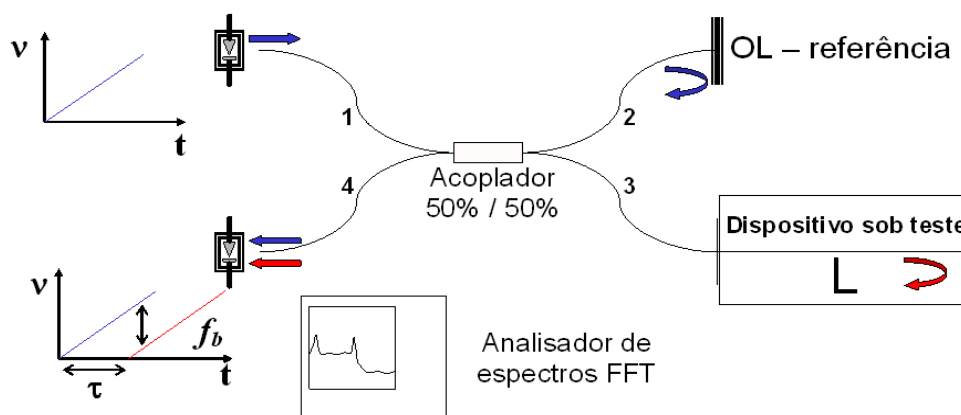 ν
t
1
4
Acoplador
50% / 50%
2
3
OL – referência
Dispositivo sob teste
L
ν
f_b
t
τ
Analisador de
espectros FFT